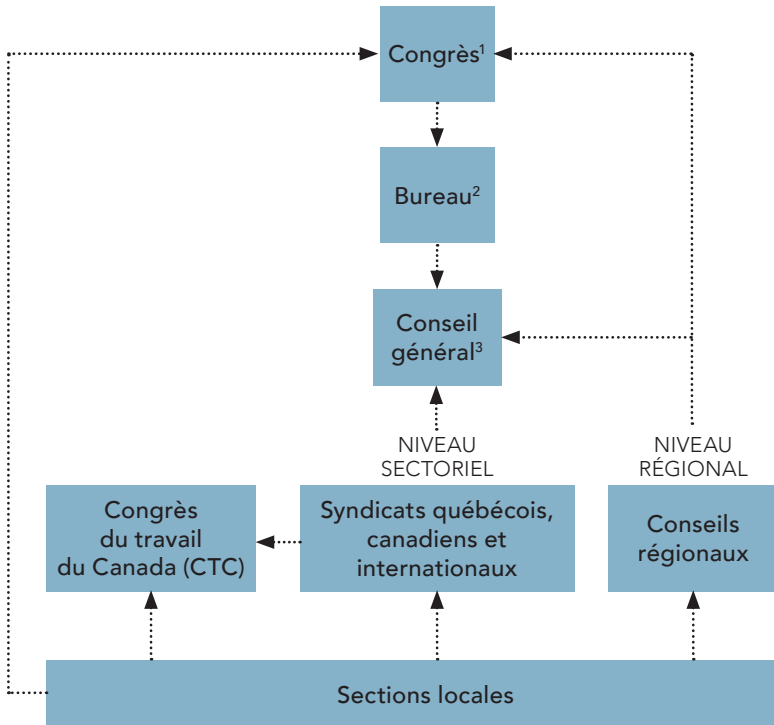 Congrès¹
Bureau²
Conseil
général³
NIVEAU
SECTORIEL
NIVEAU
RÉGIONAL
Congrès
du travail
du Canada (CTC)
Syndicats québécois,
canadiens et
internationaux
Conseils
régionaux
Sections locales